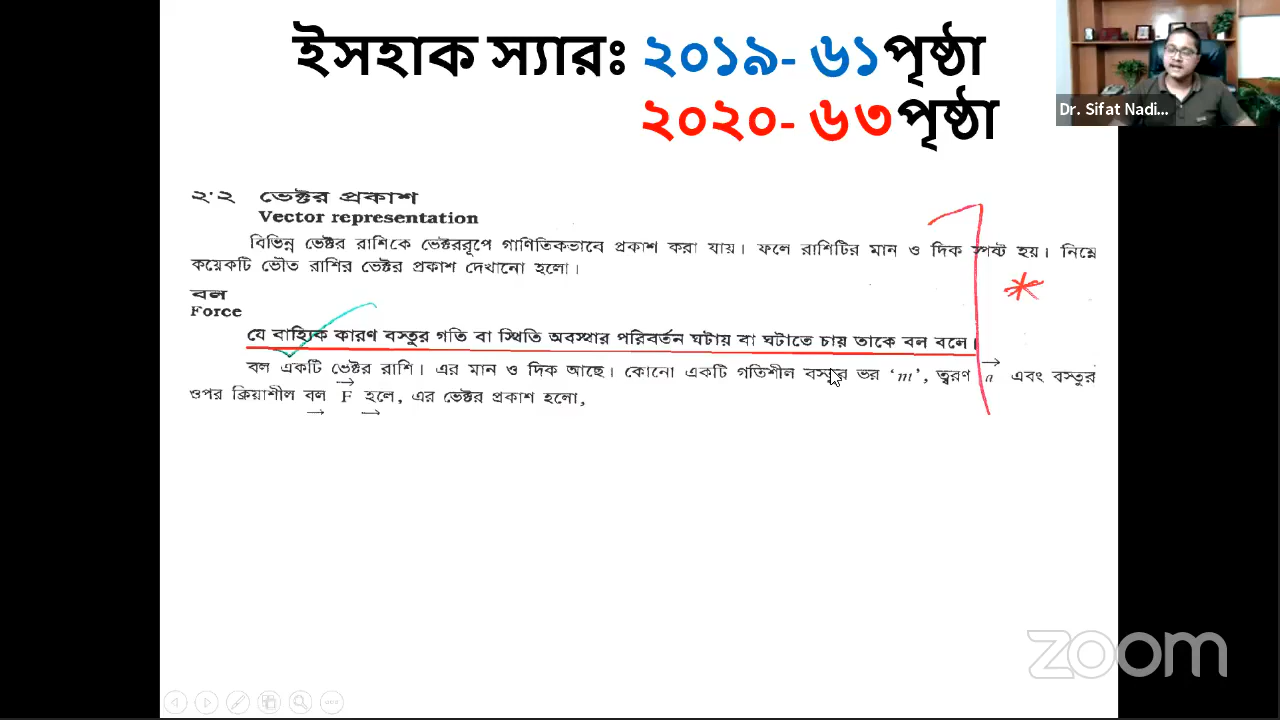 ইসহাক স্যারঃ ২০১৯- ৬১পৃষ্ঠা
২০২০- ৬৩পৃষ্ঠা
Dr. Sifat Nadi...
২·২ ভেক্টর প্রকাশ
Vector representation
বিভিন্ন ভেক্টর রাশিকে ভেক্টররূপে গাণিতিকভাবে প্রকাশ করা যায়। ফলে রাশিটির মান ও দিক স্পষ্ট হয়। নিম্নে
কয়েকটি ভৌত রাশির ভেক্টর প্রকাশ দেখানো হলো।
বল
Force
যে বাহ্যিক কারণ বস্তুর গতি বা স্থিতি অবস্থার পরিবর্তন ঘটায় বা ঘটাতে চায় তাকে বল বলে।
বল একটি ভেক্টর রাশি। এর মান ও দিক আছে। কোনো একটি গতিশীল বস্তুর ভর ‘m’, ত্বরণ a⃗ এবং বস্তুর
ওপর ক্রিয়াশীল বল F⃗ হলে, এর ভেক্টর প্রকাশ হলো,
zoom